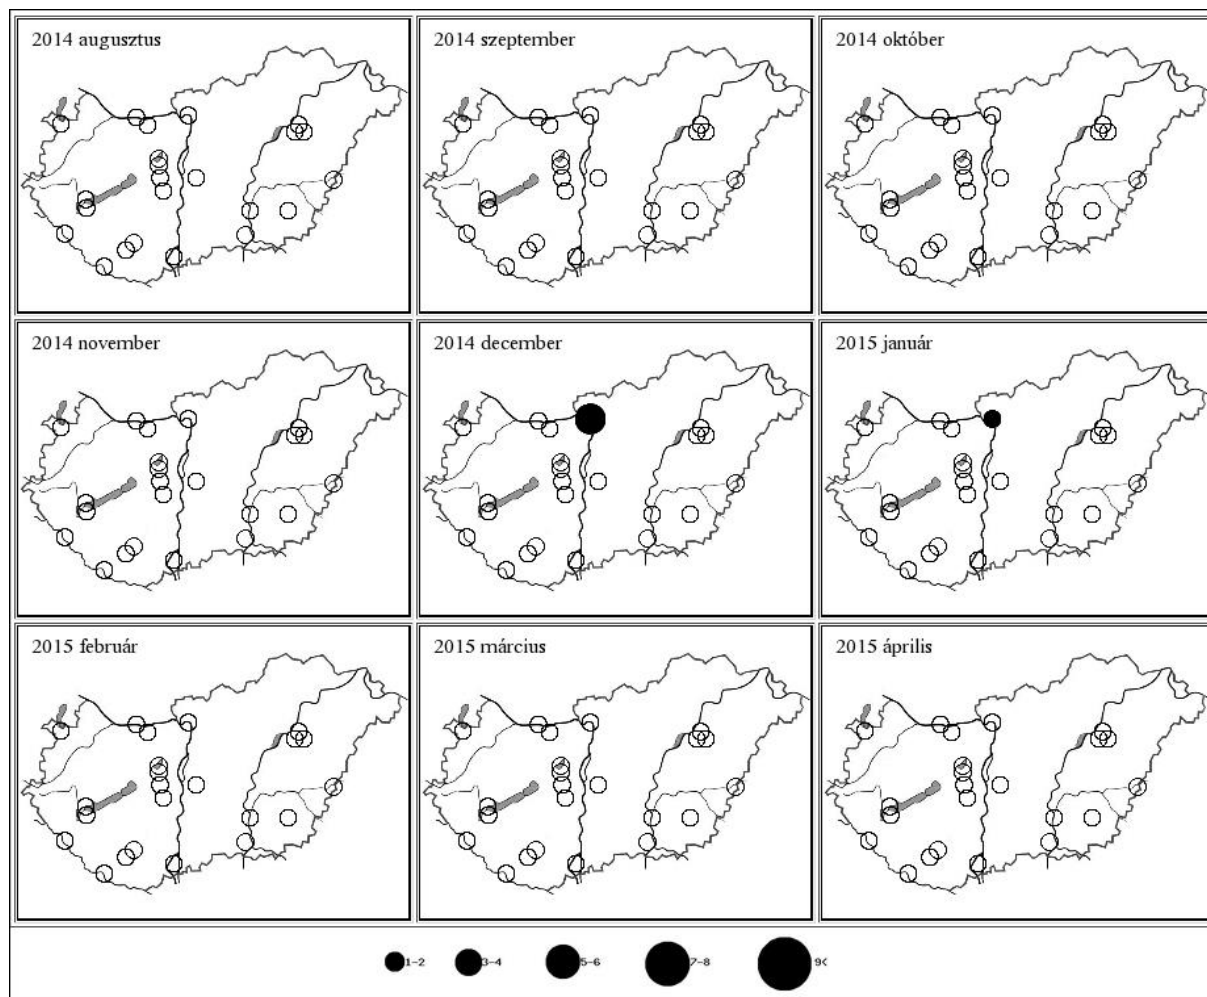 2014 augusztus
2014 szeptember
2014 október
2014 november
2014 december
2015 január
2015 február
2015 március
2015 április
1-2
3-4
5-6
7-8
9<